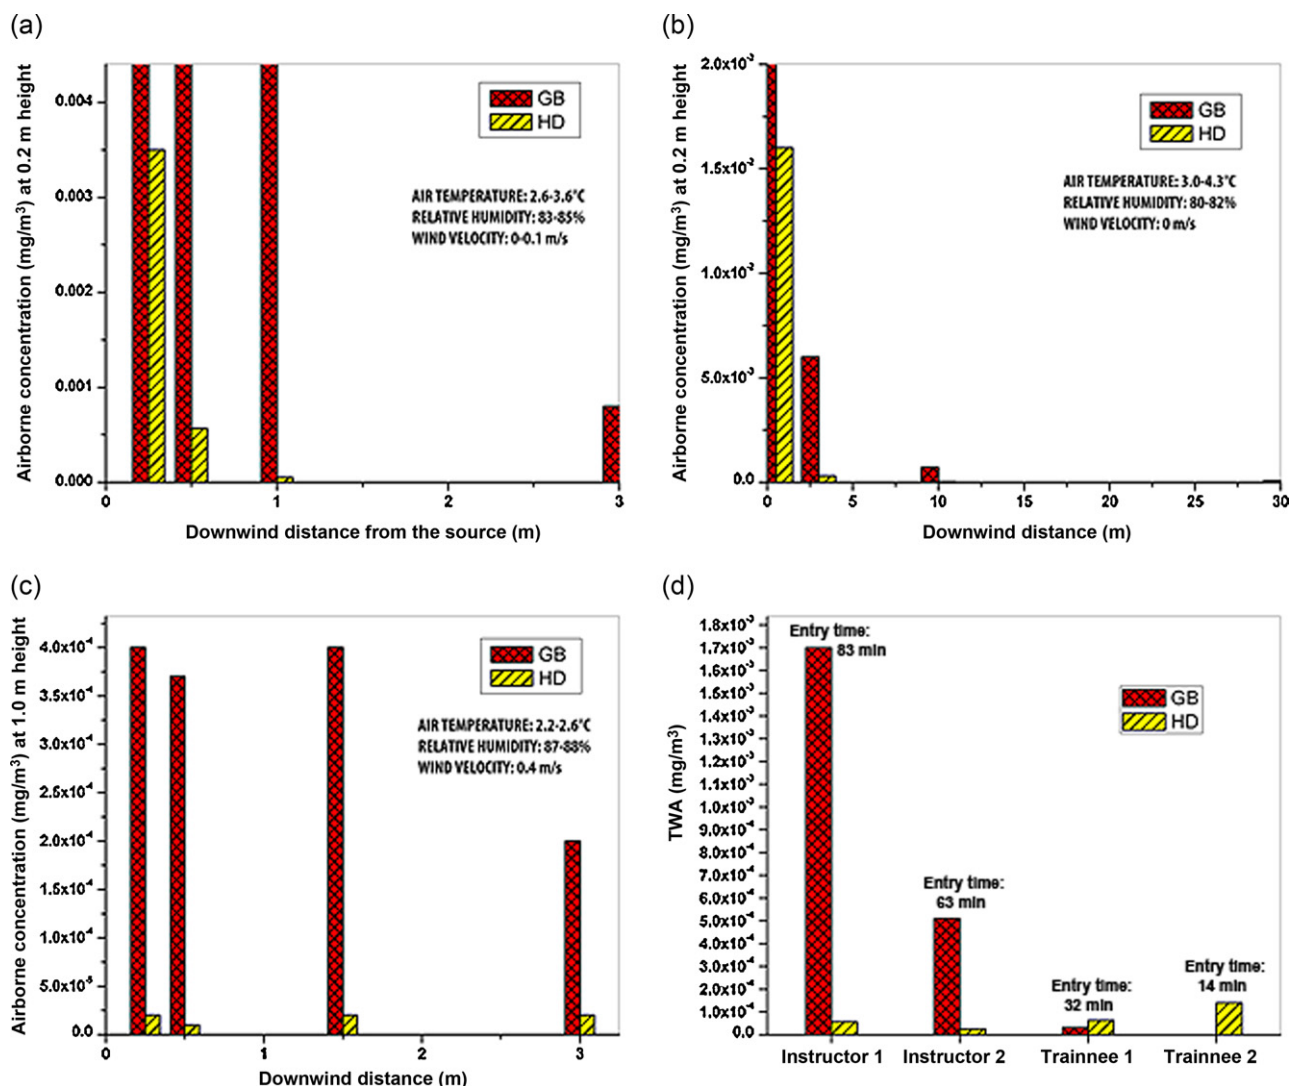 (a)
Airborne concentration (mg/m³) at 0.2 m height
0.004
0.003
0.002
0.001
0.000
GB
HD
AIR TEMPERATURE: 2.6-3.6°C
RELATIVE HUMIDITY: 83-85%
WIND VELOCITY: 0-0.1 m/s
0 1 2 3
Downwind distance from the source (m)
(b)
Airborne concentration (mg/m³) at 0.2 m height
2.0x10⁻²
1.5x10⁻²
1.0x10⁻²
5.0x10⁻³
0.0
GB
HD
AIR TEMPERATURE: 3.0-4.3°C
RELATIVE HUMIDITY: 80-82%
WIND VELOCITY: 0 m/s
0 5 10 15 20 25 30
Downwind distance (m)
(c)
Airborne concentration (mg/m³) at 1.0 m height
4.0x10⁻⁴
3.5x10⁻⁴
4.0x10⁻⁴
2.5x10⁻⁴
2.0x10⁻⁴
1.5x10⁻⁴
1.0x10⁻⁴
5.0x10⁻⁵
0.0
GB
HD
AIR TEMPERATURE: 2.2-2.6°C
RELATIVE HUMIDITY: 87-88%
WIND VELOCITY: 0.4 m/s
0 1 2 3
Downwind distance (m)
(d)
TWA (mg/m³)
1.8x10⁻³
1.7x10⁻³
1.6x10⁻³
1.5x10⁻³
1.4x10⁻³
1.3x10⁻³
1.2x10⁻³
1.1x10⁻³
1.0x10⁻³
9.0x10⁻⁴
8.0x10⁻⁴
7.0x10⁻⁴
6.0x10⁻⁴
5.0x10⁻⁴
4.0x10⁻⁴
3.0x10⁻⁴
2.0x10⁻⁴
1.0x10⁻⁴
0.0
Entry time:
83 min
GB
HD
Entry time:
63 min
Entry time:
32 min
Entry time:
14 min
Instructor 1 Instructor 2 Trainnee 1 Trainnee 2